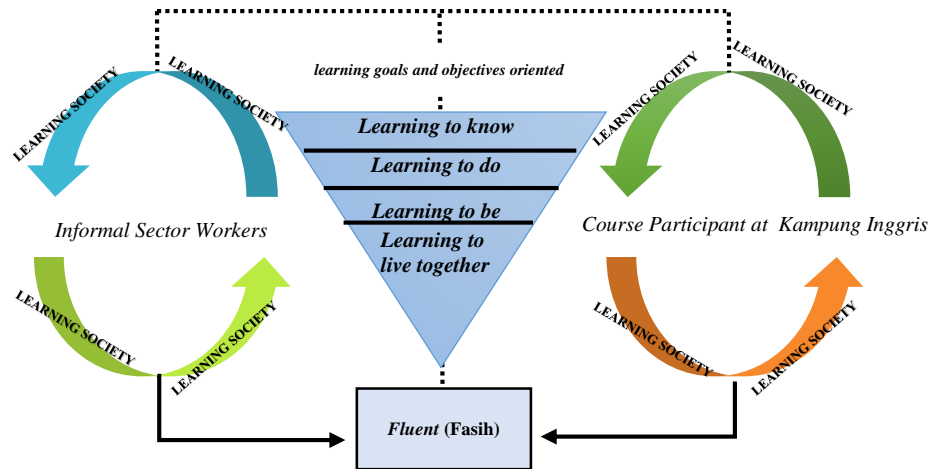 learning goals and objectives oriented
LEARNING SOCIETY
LEARNING SOCIETY
Informal Sector Workers
LEARNING SOCIETY
LEARNING SOCIETY
Learning to know
Learning to do
Learning to be
Learning to
live together
LEARNING SOCIETY
LEARNING SOCIETY
Course Participant at Kampung Inggris
LEARNING SOCIETY
LEARNING SOCIETY
Fluent (Fasih)